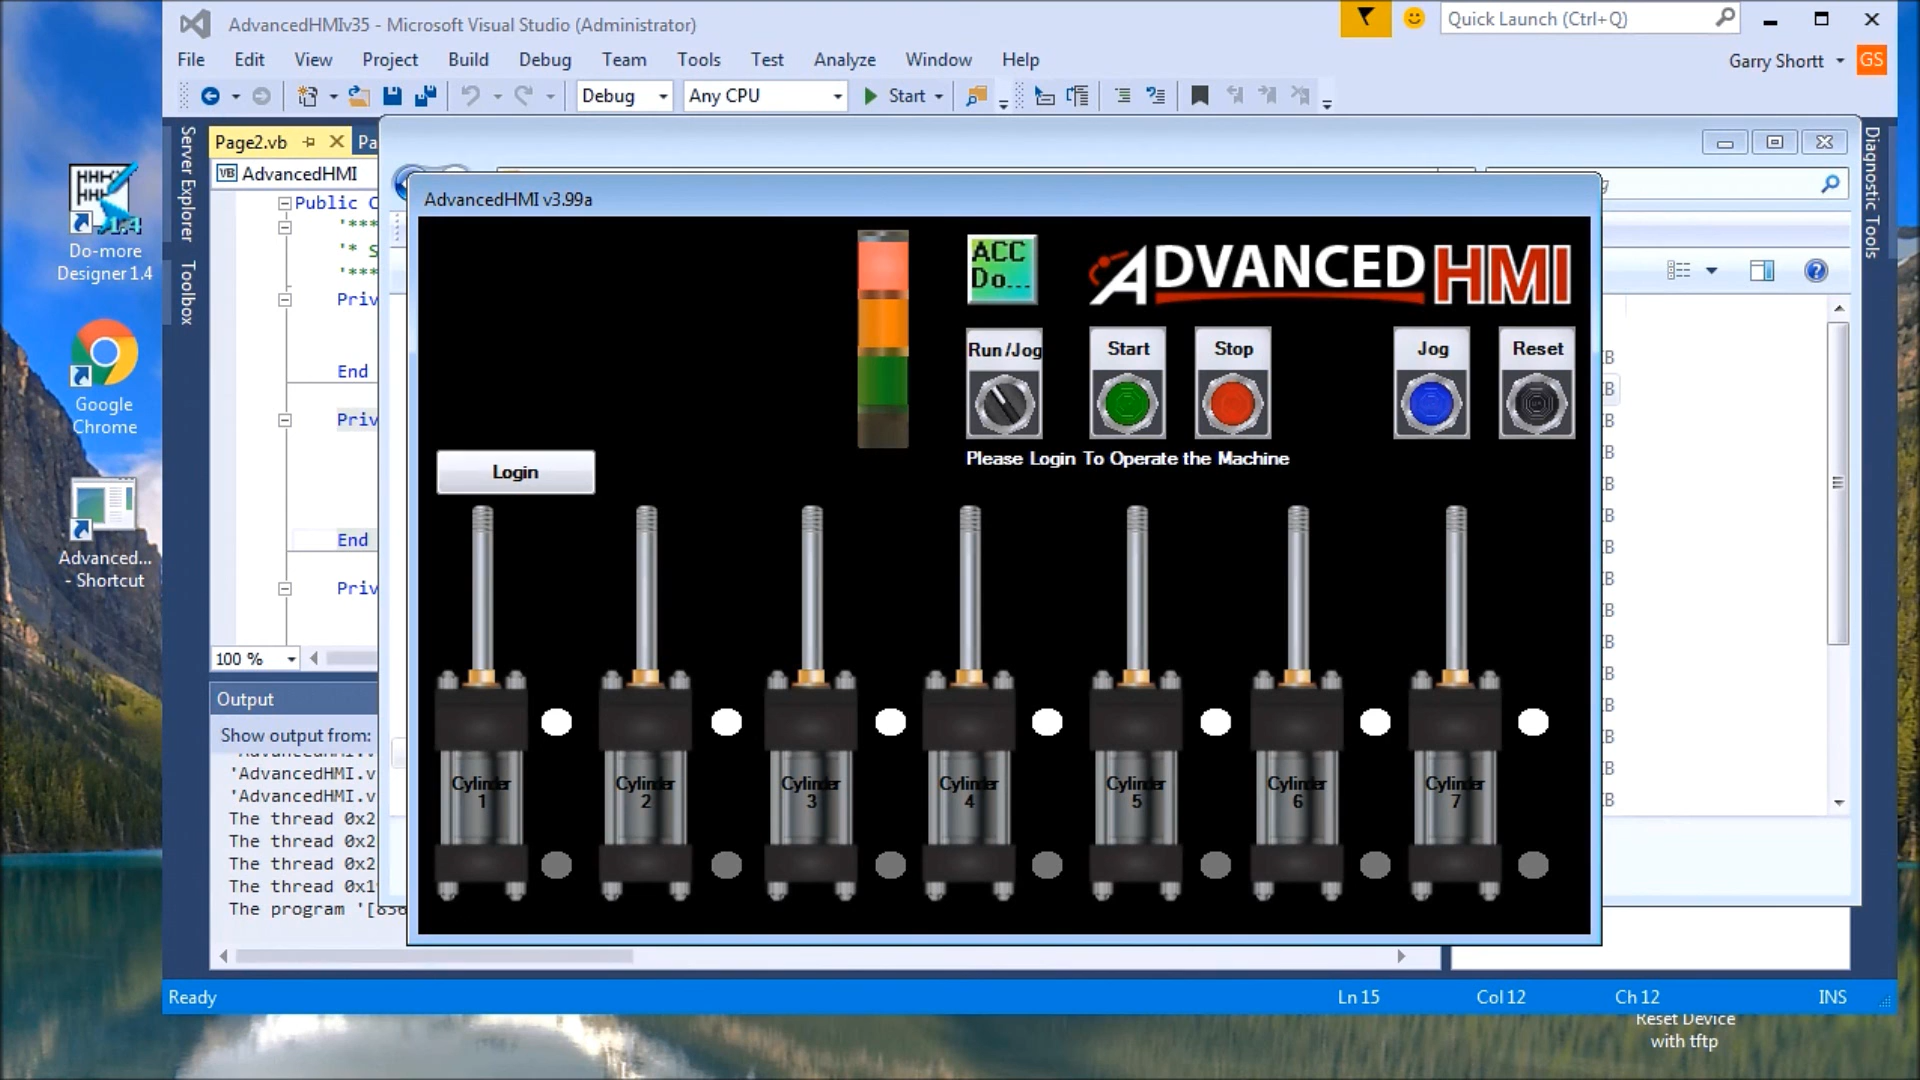 AdvancedHMIv35 - Microsoft Visual Studio (Administrator)
Quick Launch (Ctrl+Q)
File Edit View Project Build Debug Team Tools Test Analyze Window Help
Garry Shortt GS
Debug Any CPU Start
Server Explorer
Toolbox
Diagnostic Tools
Page2.vb Pa
VB AdvancedHMI
Public C
'****
'* S
'****
Priv
End
Priv
End
Priv
100 %
Output
Show output from:
'AdvancedHMI.v
'AdvancedHMI.v
The thread 0x2
The thread 0x2
The thread 0x2
The thread 0x1
The program '[856
Do-more
Designer 1.4
Google
Chrome
Advanced...
- Shortcut
AdvancedHMI v3.99a
ACC
Do...
ADVANCED HMI
Run/Jog Start Stop Jog Reset
Please Login To Operate the Machine
Login
Cylinder
1
Cylinder
2
Cylinder
3
Cylinder
4
Cylinder
5
Cylinder
6
Cylinder
7
Ready Ln 15 Col 12 Ch 12 INS
Reset Device
with tftp